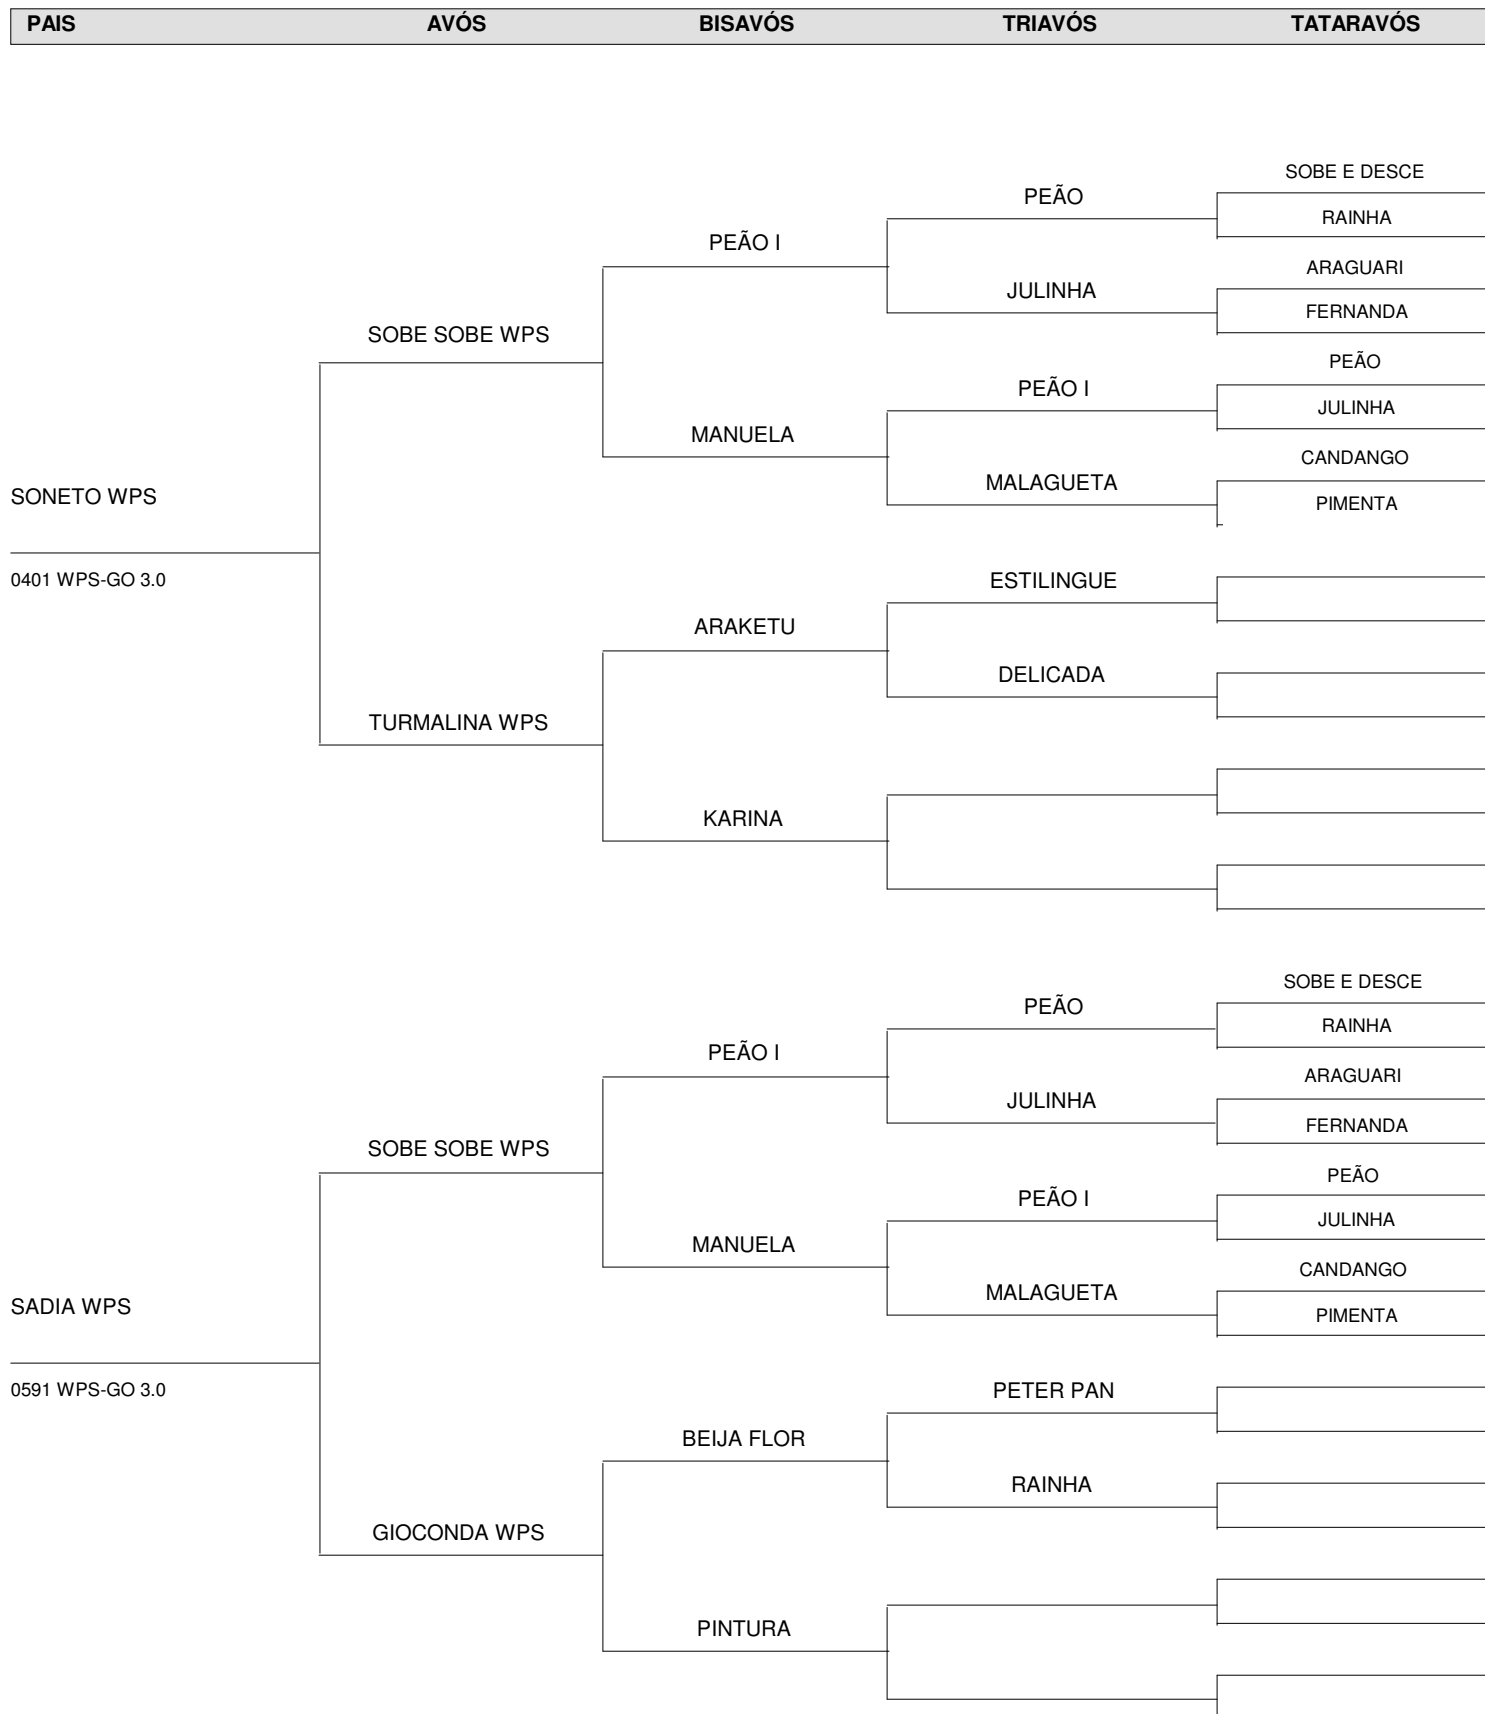 PAIS AVÓS BISAVÓS TRIAVÓS TATARAVÓS
SOBE E DESCE
PEÃO
RAINHA
PEÃO I
ARAGUARI
JULINHA
FERNANDA
SOBE SOBE WPS
PEÃO
PEÃO I
JULINHA
MANUELA
CANDANGO
MALAGUETA
SONETO WPS
PIMENTA
0401 WPS-GO 3.0
ESTILINGUE
ARAKETU
DELICADA
TURMALINA WPS
KARINA
SOBE E DESCE
PEÃO
RAINHA
PEÃO I
ARAGUARI
JULINHA
FERNANDA
SOBE SOBE WPS
PEÃO
PEÃO I
JULINHA
MANUELA
CANDANGO
MALAGUETA
SADIA WPS
PIMENTA
0591 WPS-GO 3.0
PETER PAN
BEIJA FLOR
RAINHA
GIOCONDA WPS
PINTURA